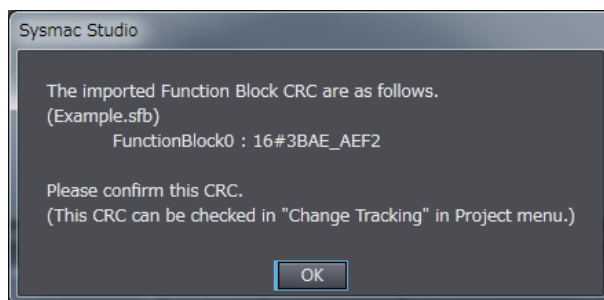 Sysmac Studio
The imported Function Block CRC are as follows.
(Example.sfb)
FunctionBlock0 : 16#3BAE_AEF2
Please confirm this CRC.
(This CRC can be checked in "Change Tracking" in Project menu.)
OK